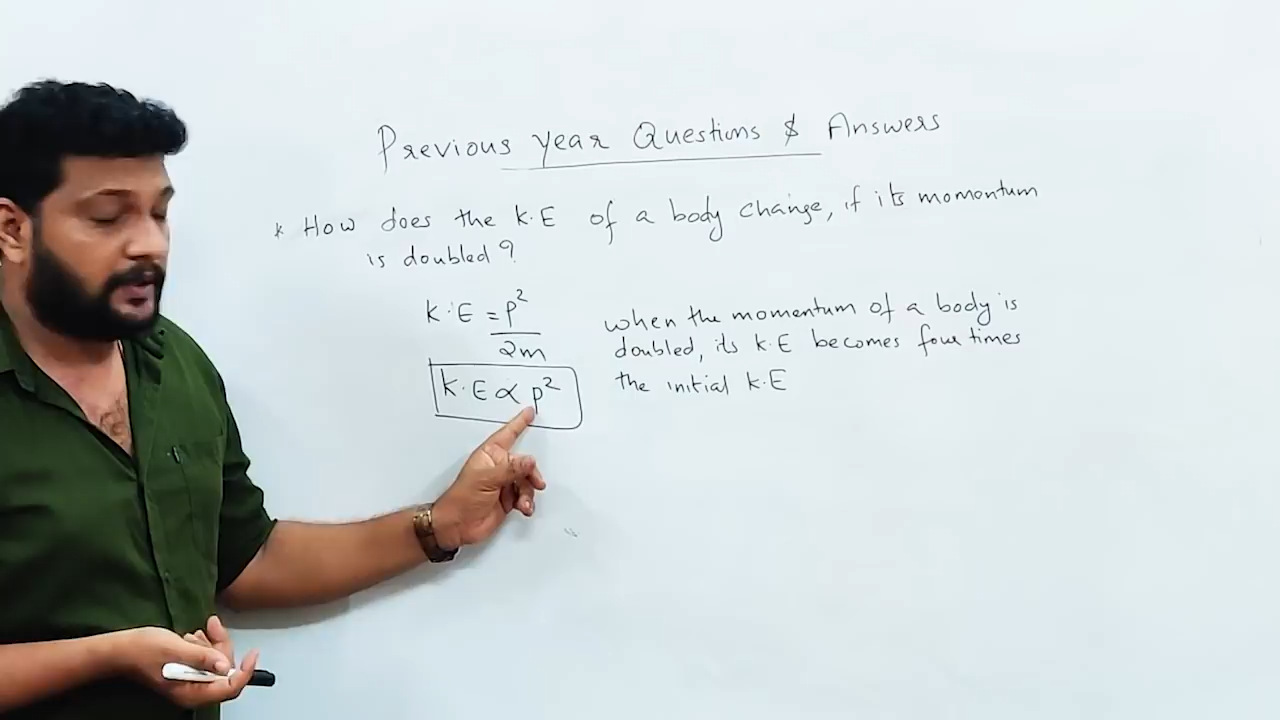 Previous year Questions & Answers
* How does the K.E of a body change, if its momentum
is doubled?
K.E = p²
2m
K.E ∝ p²
when the momentum of a body is
doubled, its K.E becomes four times
the initial K.E